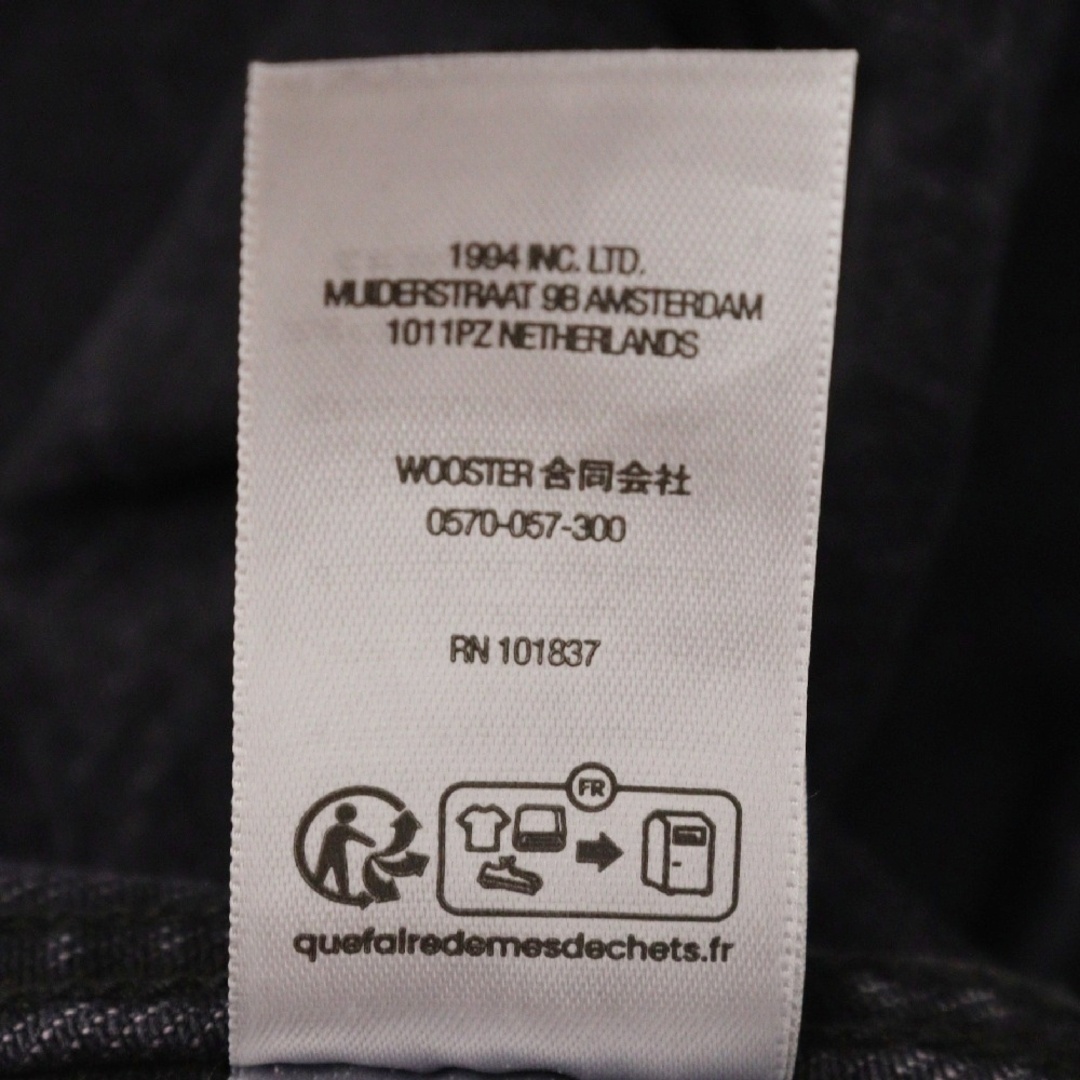 1994 INC. LTD.
MUIDERSTRAAT 98 AMSTERDAM
1011PZ NETHERLANDS
WOOSTER 合同会社
0570-057-300
RN 101837
FR
quefairedemesdechets.fr